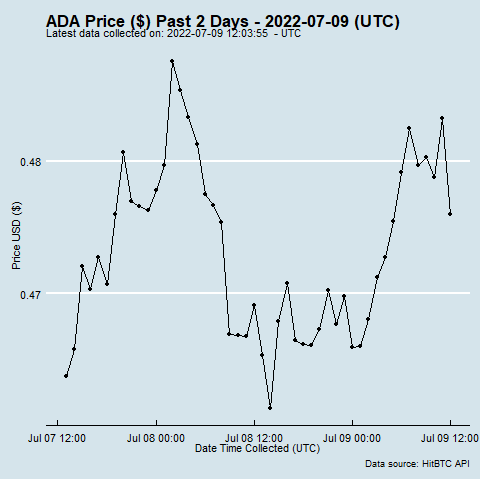 ADA Price ($) Past 2 Days - 2022-07-09 (UTC)
Latest data collected on: 2022-07-09 12:03:55 - UTC
Price USD ($)
0.48
0.47
Jul 07 12:00 Jul 08 00:00 Jul 08 12:00 Jul 09 00:00 Jul 09 12:00
Date Time Collected (UTC)
Data source: HitBTC API